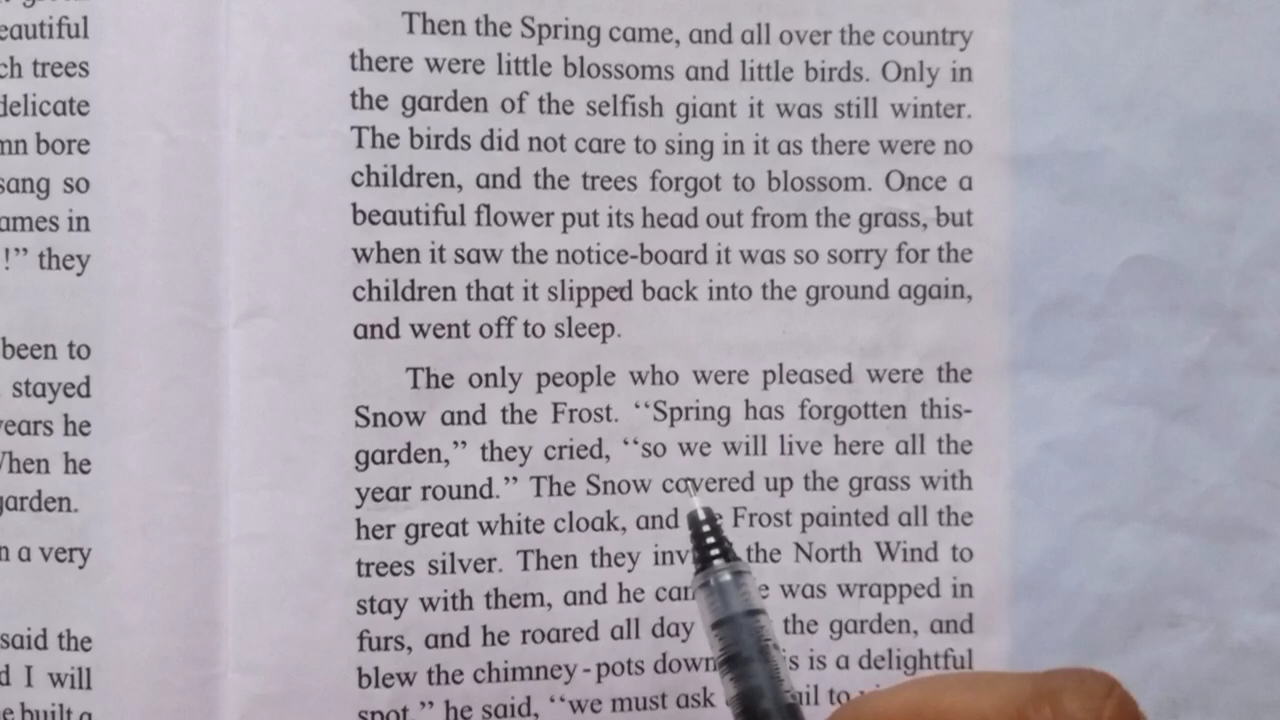 eautiful
ch trees
delicate
mn bore
sang so
ames in
!” they
been to
stayed
years he
When he
garden.
n a very
said the
d I will
e built a
Then the Spring came, and all over the country
there were little blossoms and little birds. Only in
the garden of the selfish giant it was still winter.
The birds did not care to sing in it as there were no
children, and the trees forgot to blossom. Once a
beautiful flower put its head out from the grass, but
when it saw the notice-board it was so sorry for the
children that it slipped back into the ground again,
and went off to sleep.
The only people who were pleased were the
Snow and the Frost. “Spring has forgotten this-
garden,” they cried, “so we will live here all the
year round.” The Snow covered up the grass with
her great white cloak, and Frost painted all the
trees silver. Then they inv the North Wind to
stay with them, and he e was wrapped in
furs, and he roared all day the garden, and
blew the chimney-pots down s is a delightful
spot,” he said, “we must ask ail to